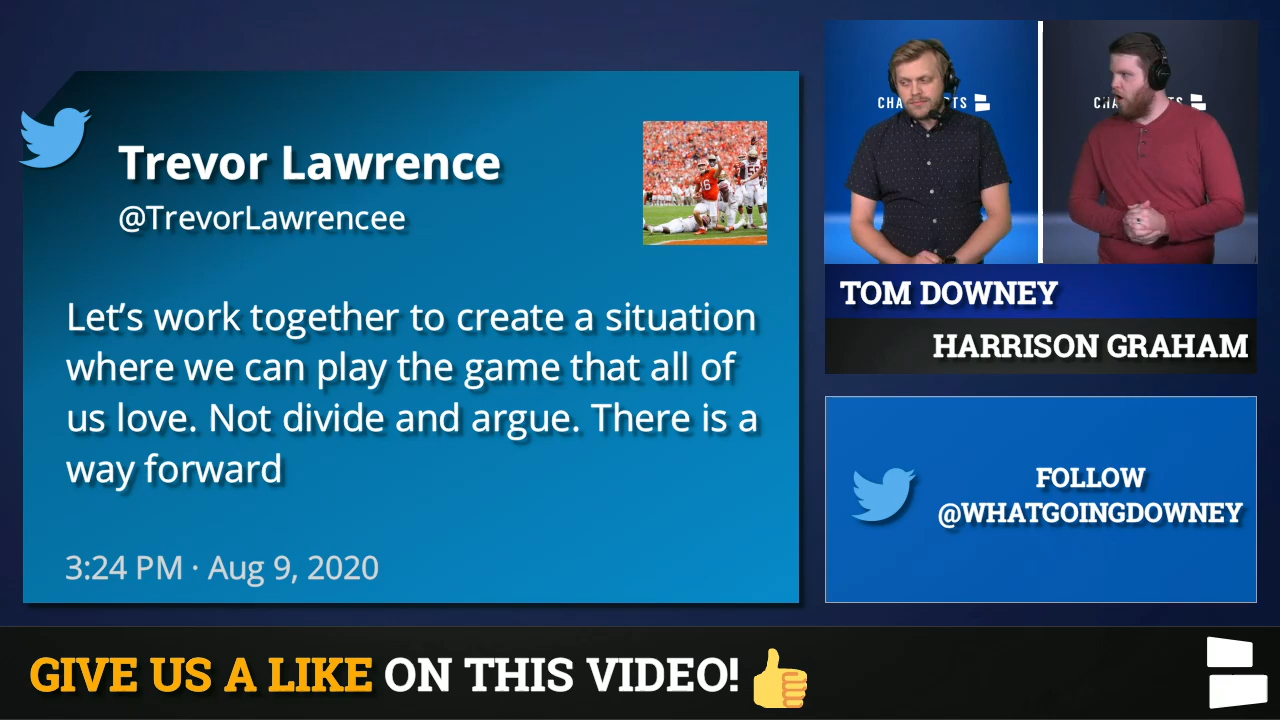 Trevor Lawrence
@TrevorLawrencee
Let's work together to create a situation
where we can play the game that all of
us love. Not divide and argue. There is a
way forward
3:24 PM · Aug 9, 2020
TOM DOWNEY
HARRISON GRAHAM
FOLLOW
@WHATGOINGDOWNEY
GIVE US A LIKE ON THIS VIDEO!